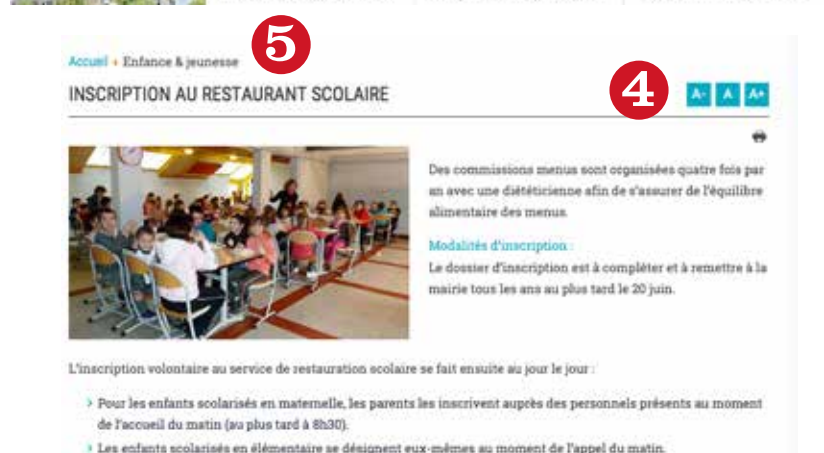 5
Accueil Enfance & jeunesse
INSCRIPTION AU RESTAURANT SCOLAIRE
4
A- A A+
Des commissions menus sont organisées quatre fois par
an avec une diététicienne afin de s'assurer de l'équilibre
alimentaire des menus.
Modalités d'inscription :
Le dossier d'inscription est à compléter et à remettre à la
mairie tous les ans au plus tard le 20 juin.
L'inscription volontaire au service de restauration scolaire se fait ensuite au jour le jour :
> Pour les enfants scolarisés en maternelle, les parents les inscrivent auprès des personnels présents au moment
de l'accueil du matin (au plus tard à 8h30).
> Les enfants scolarisés en élémentaire se désignent eux-mêmes au moment de l'appel du matin.